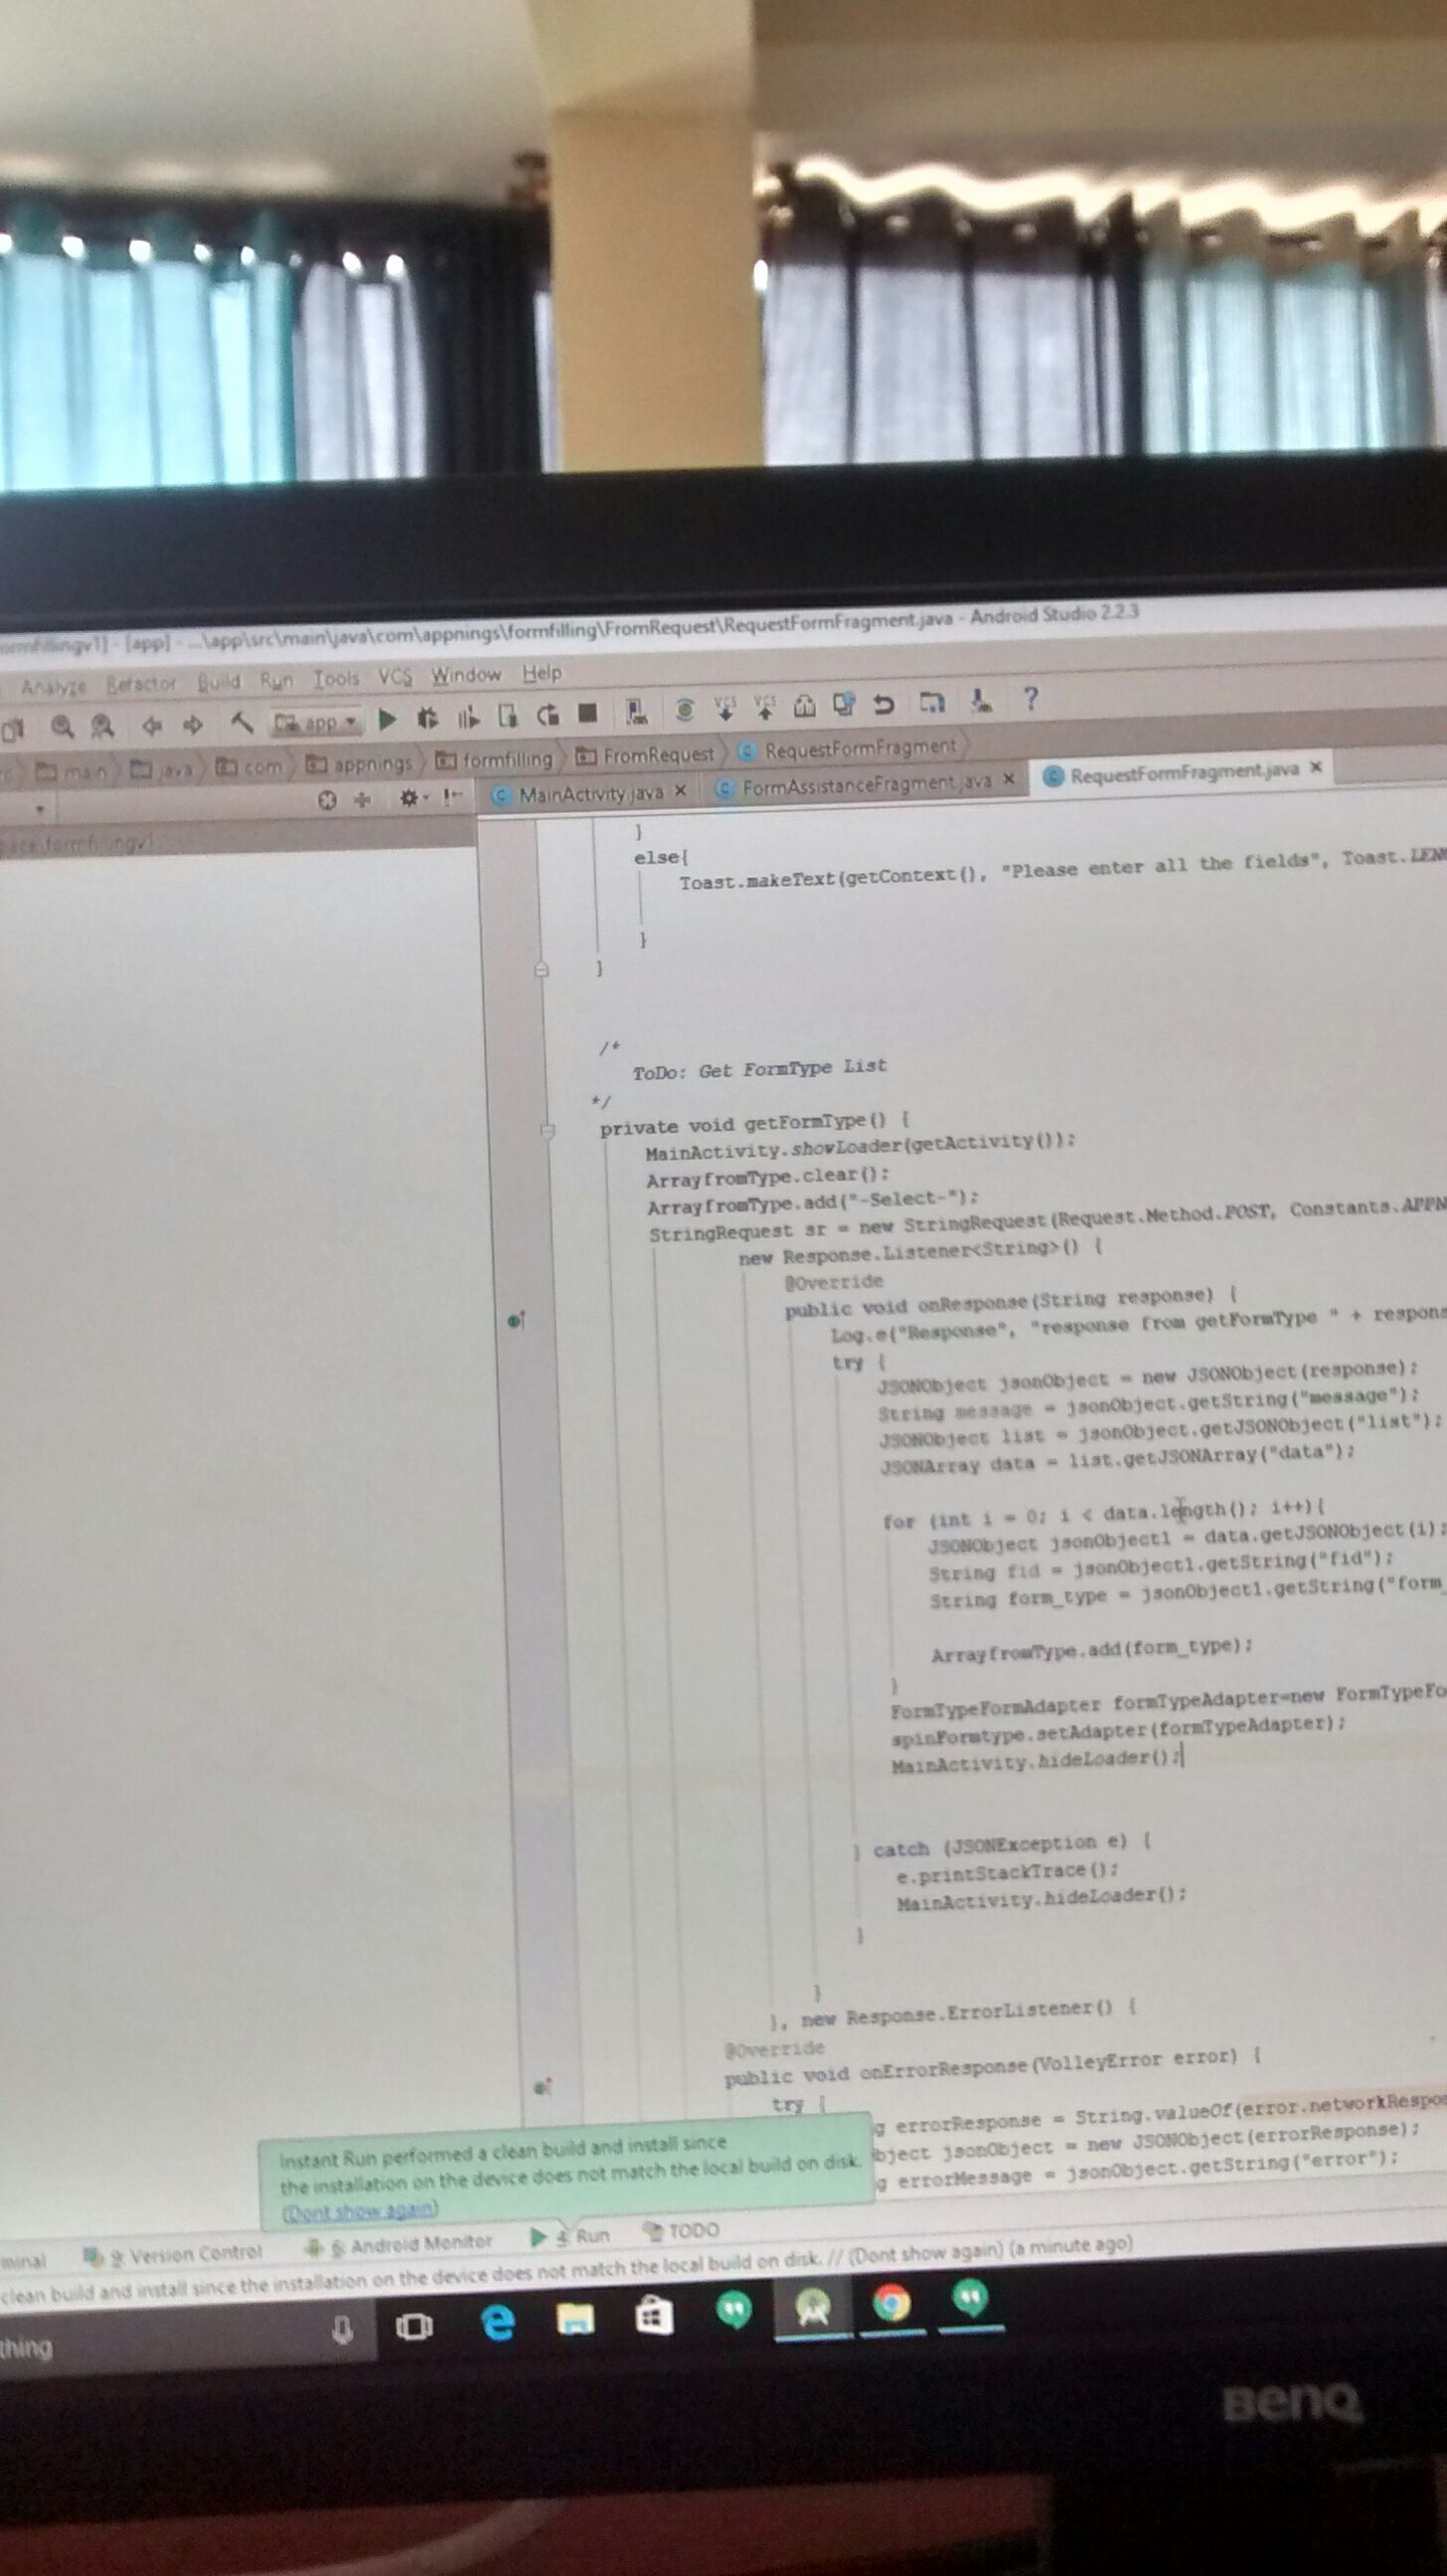 ormfillingv1] - [app] - ...\app\src\main\java\com\appnings\formfilling\FromRequest\RequestFormFragment.java - Android Studio 2.2.3
Analyze Refactor Build Run Tools VCS Window Help
app
main java com appnings formfilling FromRequest RequestFormFragment
MainActivity.java FormAssistanceFragment.java RequestFormFragment.java
}
else{
Toast.makeText(getContext(), "Please enter all the fields", Toast.LENG
}
}
/*
ToDo: Get FormType List
*/
private void getFormType() {
MainActivity.showLoader(getActivity());
ArrayfromType.clear();
ArrayfromType.add("-Select-");
StringRequest sr = new StringRequest(Request.Method.POST, Constants.APPN
new Response.Listener<String>() {
@Override
public void onResponse(String response) {
Log.e("Response", "response from getFormType " + respons
try {
JSONObject jsonObject = new JSONObject(response);
String message = jsonObject.getString("message");
JSONObject list = jsonObject.getJSONObject("list");
JSONArray data = list.getJSONArray("data");
for (int i = 0; i < data.length(); i++){
JSONObject jsonObject1 = data.getJSONObject(i);
String fid = jsonObject1.getString("fid");
String form_type = jsonObject1.getString("form_
ArrayfromType.add(form_type);
}
FormTypeFormAdapter formTypeAdapter=new FormTypeFo
spinFormtype.setAdapter(formTypeAdapter);
MainActivity.hideLoader();
} catch (JSONException e) {
e.printStackTrace();
MainActivity.hideLoader();
}
}
}, new Response.ErrorListener() {
@Override
public void onErrorResponse(VolleyError error) {
try {
g errorResponse = String.valueOf(error.networkRespo
bject jsonObject = new JSONObject(errorResponse);
g errorMessage = jsonObject.getString("error");
Instant Run performed a clean build and install since
the installation on the device does not match the local build on disk.
(Dont show again)
minal 9: Version Control 6: Android Monitor 4: Run TODO
clean build and install since the installation on the device does not match the local build on disk. // (Dont show again) (a minute ago)
thing
BenQ